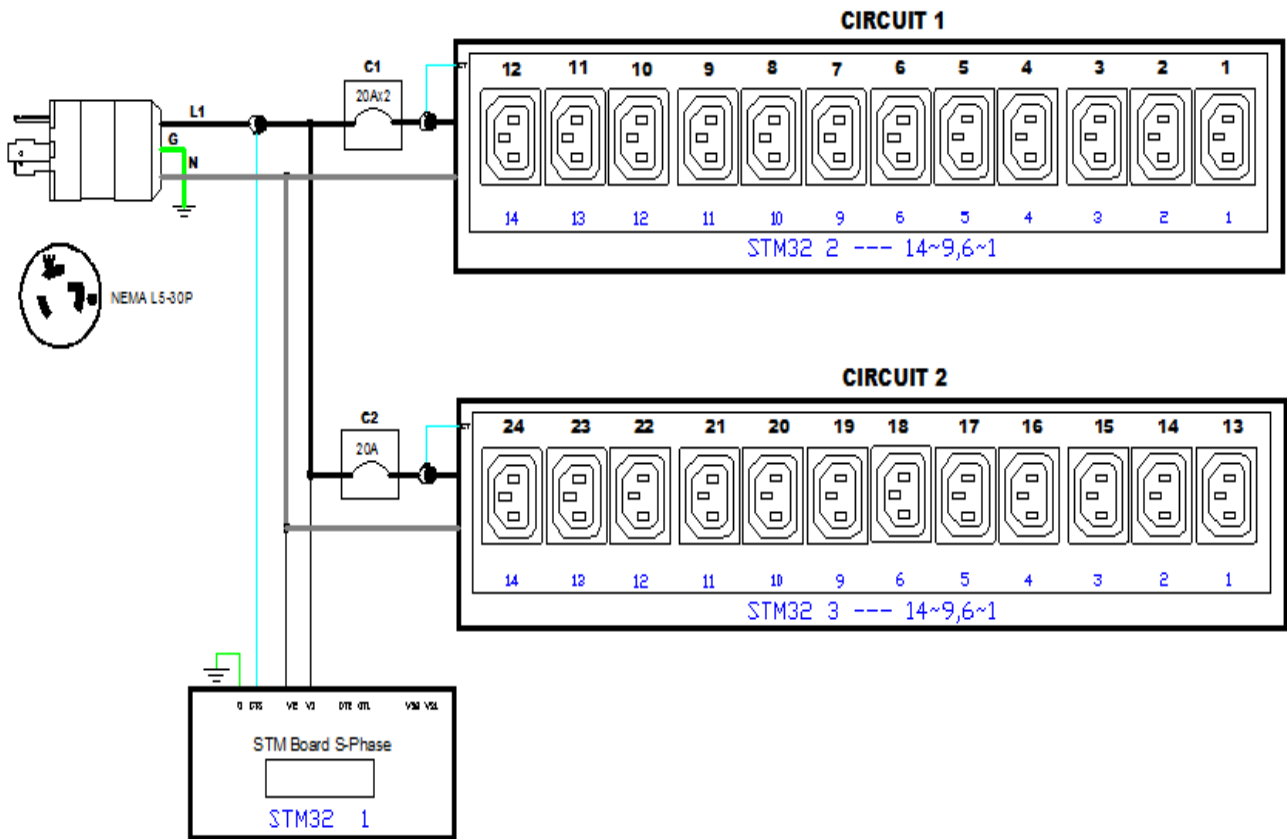 CIRCUIT 1
C1
20Ax2
CT
12 11 10 9 8 7 6 5 4 3 2 1
L1
G
N
14 13 12 11 10 9 6 5 4 3 2 1
STM32 2 --- 14~9,6~1
NEMA L5-30P
CIRCUIT 2
C2
20A
CT
24 23 22 21 20 19 18 17 16 15 14 13
14 13 12 11 10 9 6 5 4 3 2 1
STM32 3 --- 14~9,6~1
STM Board S-Phase
STM32 1